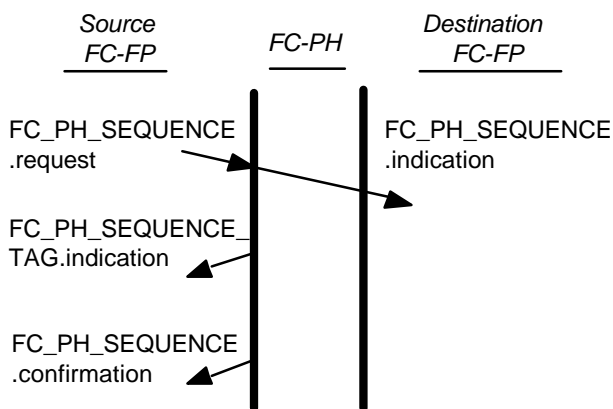 Source
FC-FP
FC-PH
Destination
FC-FP
FC_PH_SEQUENCE
.request
FC_PH_SEQUENCE
.indication
FC_PH_SEQUENCE_
TAG.indication
FC_PH_SEQUENCE
.confirmation